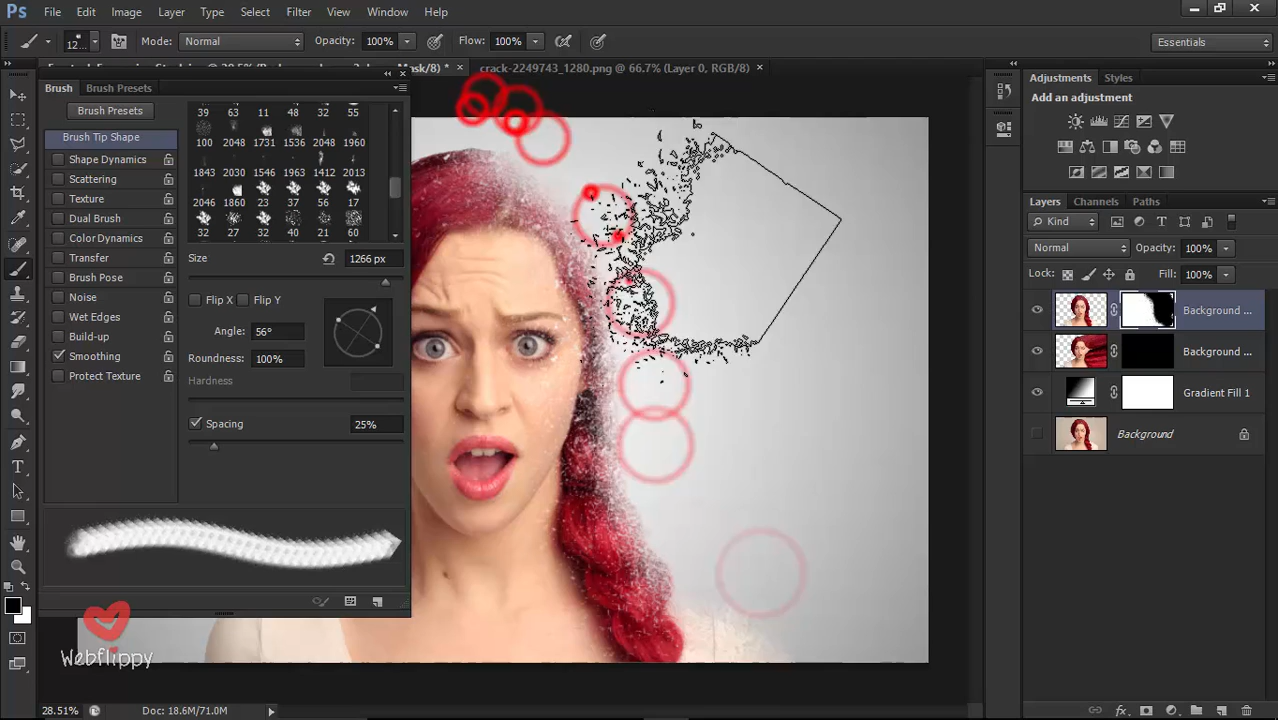 Ps File Edit Image Layer Type Select Filter View Window Help
12... Mode: Normal Opacity: 100% Flow: 100% Essentials
Mask/8) * × crack-2249743_1280.png @ 66.7% (Layer 0, RGB/8) ×
Brush Brush Presets
Brush Presets
Brush Tip Shape
Shape Dynamics
Scattering
Texture
Dual Brush
Color Dynamics
Transfer
Brush Pose
Noise
Wet Edges
Build-up
Smoothing
Protect Texture
39 63 11 48 32 55
100 2048 1731 1536 2048 1960
1843 2030 1546 1963 1412 2013
2046 1860 23 37 56 17
32 27 32 40 21 60
Size 1266 px
Flip X Flip Y
Angle: 56°
Roundness: 100%
Hardness
Spacing 25%
Adjustments Styles
Add an adjustment
Layers Channels Paths
Kind
Normal Opacity: 100%
Lock: Fill: 100%
Background ...
Background ...
Gradient Fill 1
Background
Webflippy
28.51% Doc: 18.6M/71.0M